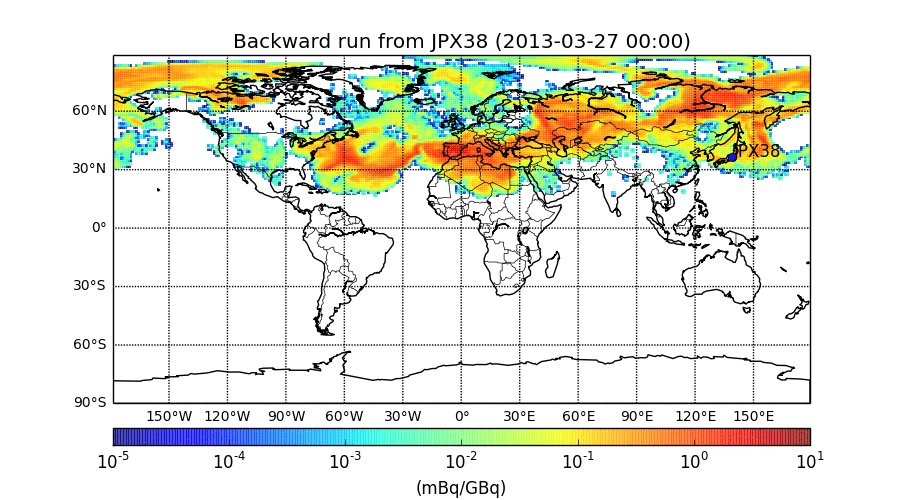 Backward run from JPX38 (2013-03-27 00:00)
60°N
30°N
0°
30°S
60°S
90°S
JPX38
150°W 120°W 90°W 60°W 30°W 0° 30°E 60°E 90°E 120°E 150°E
10^-5 10^-4 10^-3 10^-2 10^-1 10^0 10^1
(mBq/GBq)